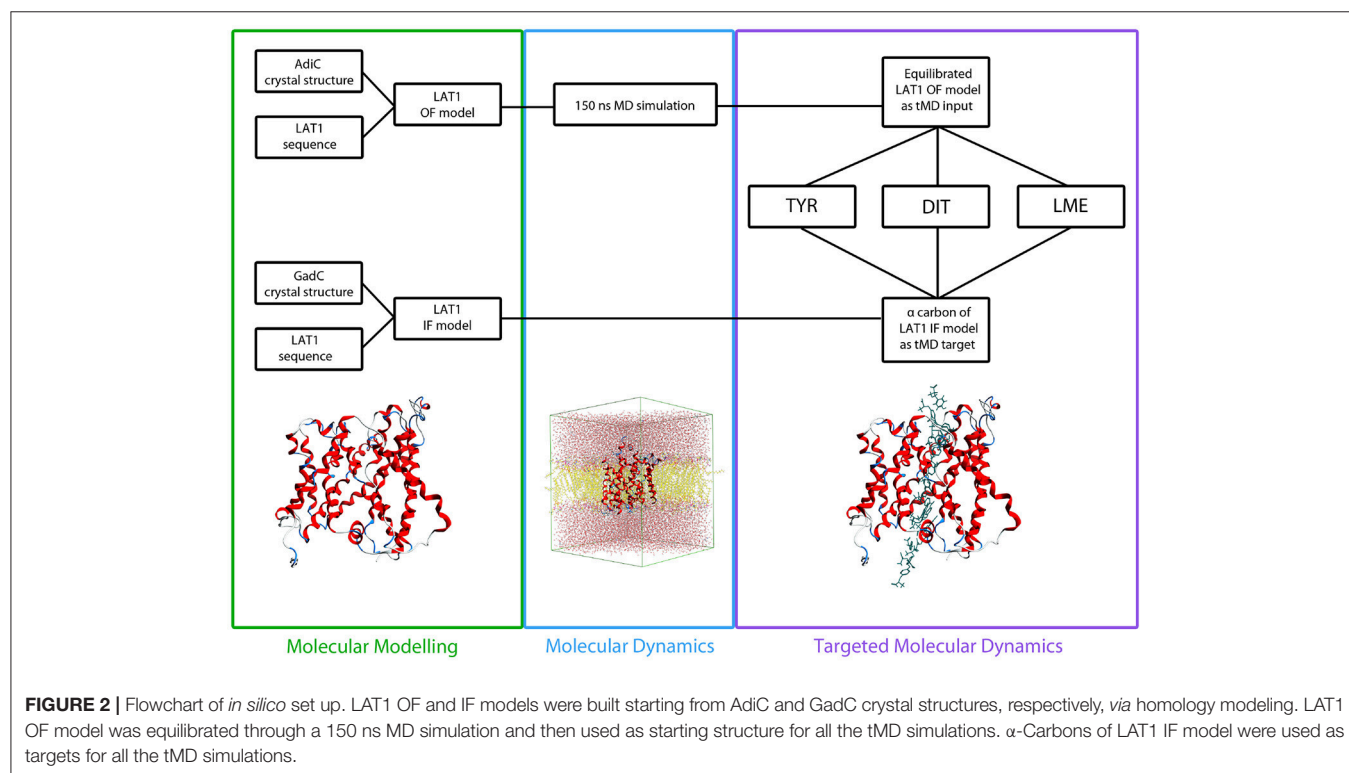 AdiC
crystal structure
LAT1
sequence
LAT1
OF model
150 ns MD simulation
Equilibrated
LAT1 OF model
as tMD input
TYR
DIT
LME
GadC
crystal structure
LAT1
sequence
LAT1
IF model
α carbon of
LAT1 IF model
as tMD target
Molecular Modelling
Molecular Dynamics
Targeted Molecular Dynamics
FIGURE 2 | Flowchart of in silico set up. LAT1 OF and IF models were built starting from AdiC and GadC crystal structures, respectively, via homology modeling. LAT1
OF model was equilibrated through a 150 ns MD simulation and then used as starting structure for all the tMD simulations. α-Carbons of LAT1 IF model were used as
targets for all the tMD simulations.